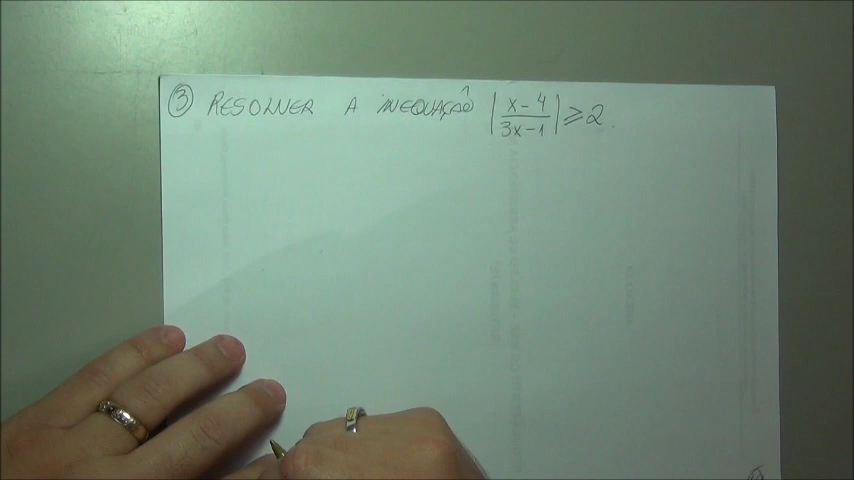 ③ RESOLVER A INEQUAÇÃO |x-4/3x-1| ⩾ 2.